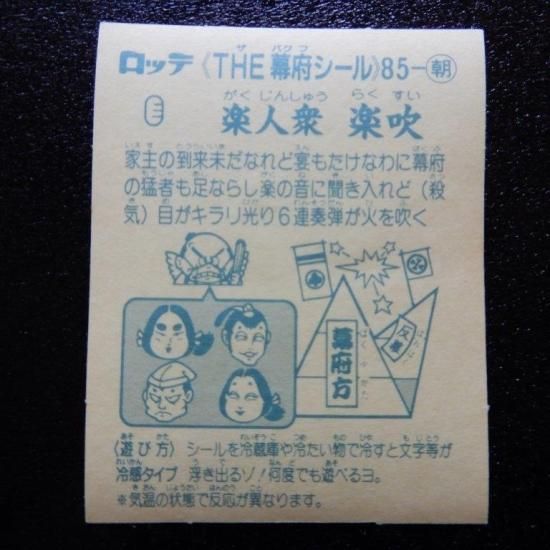 ロッテ《THE幕府シール》85-朝
楽人衆 楽吹
家主の到来未だなれど宴もたけなわに幕府
の猛者も足ならし楽の音に聞き入れど（殺
気）目がキラリ光り6連奏弾が火を吹く
幕府方
反幕
〈遊び方〉シールを冷蔵庫や冷たい物で冷すと文字等が
冷感タイプ 浮き出るゾ！何度でも遊べるヨ。
※気温の状態で反応が異なります。